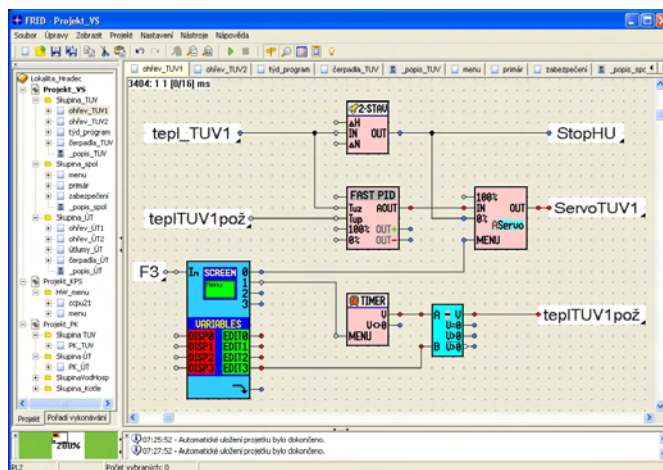 FRED - Projekt_VS
Soubor Úpravy Zobrazit Projekt Nastavení Nástroje Nápověda
ohřev_TUV1 ohřev_TUV2 týd_program čerpadla_TUV _popis_TUV menu primár zabezpečení _popis_spo
3404: 1 1 [0/16] ms
Lokalita_Hradec
Projekt_VS
Skupina_TUV
ohřev_TUV1
ohřev_TUV2
týd_program
čerpadla_TUV
_popis_TUV
Skupina_spol
menu
primár
zabezpečení
_popis_spol
Skupina_ÚT
ohřev_ÚT1
ohřev_ÚT2
útlumy_ÚT
čerpadla_ÚT
_popis_ÚT
Projekt_KPS
HW_menu
ccpu21
menu
Projekt_PK
Skupina TUV
PK_TUV
Skupina ÚT
PK_ÚT
SkupinaVodHosp
Skupina_Kotle
Projekt Pořadí vykonávání
2-STAV
ΔH
IN OUT
ΔN
tepl_TUV1
StopHU
FAST PID
Tuz AOUT
Tup
100% OUT+
0% OUT-
teplTUV1pož
100%
IN OUT
0% AServo
MENU
ServoTUV1
F3
In SCREEN 0
Menu 1
2
3
VARIABLES
DISP0 EDIT0
DISP1 EDIT1
DISP2 EDIT2
DISP3 EDIT3
TIMER
V
V<>0
MENU
A - V
V=0
V>0
B V>0
teplTUV1pož
200%
07:25:52 - Automatické uložení projektu bylo dokončeno.
07:27:52 - Automatické uložení projektu bylo dokončeno.
PL2 Počet vybraných: 0